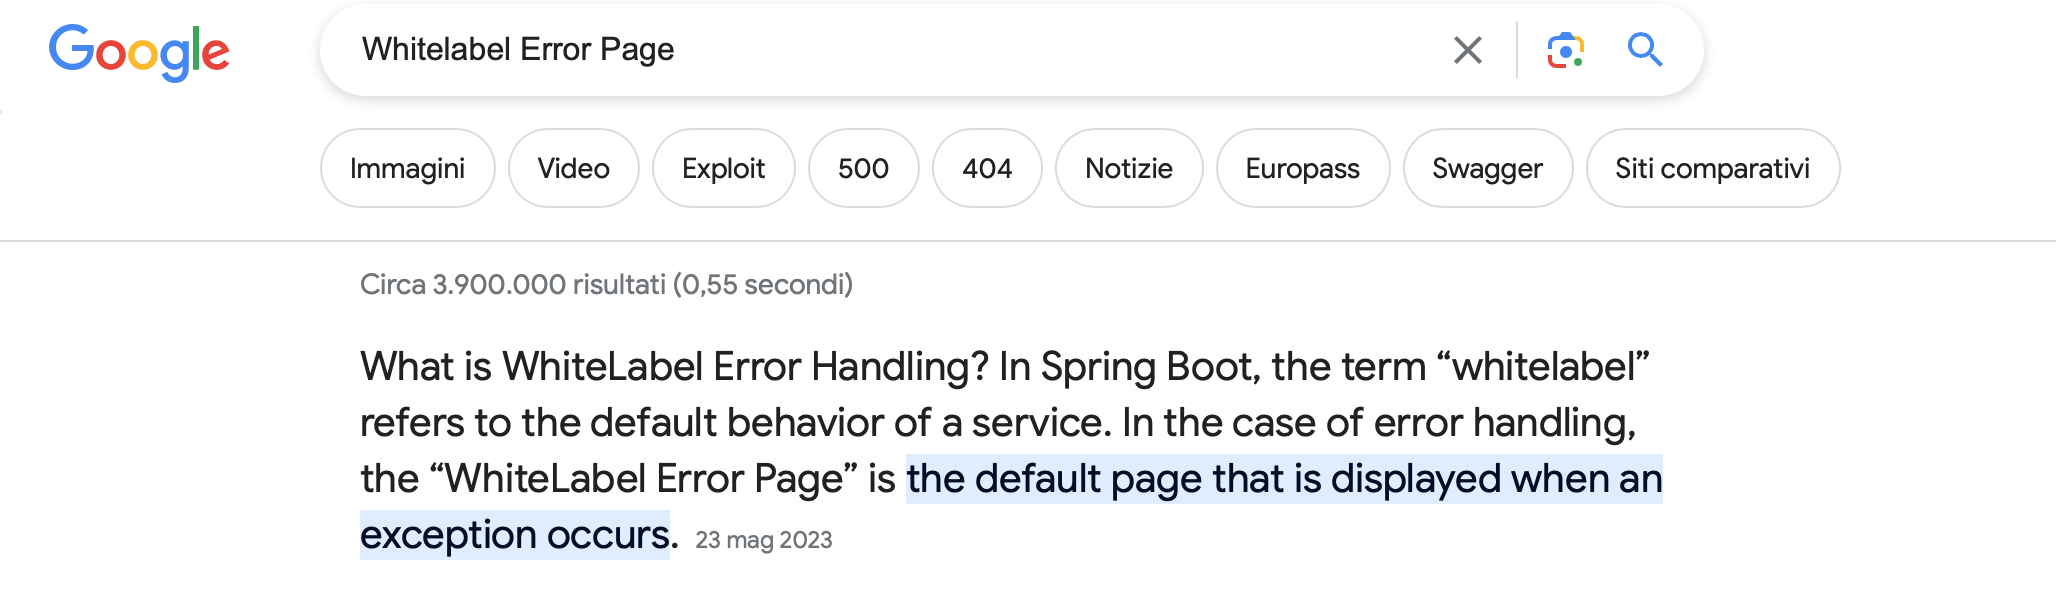 Google
Whitelabel Error Page
Immagini Video Exploit 500 404 Notizie Europass Swagger Siti comparativi
Circa 3.900.000 risultati (0,55 secondi)
What is WhiteLabel Error Handling? In Spring Boot, the term “whitelabel”
refers to the default behavior of a service. In the case of error handling,
the “WhiteLabel Error Page” is the default page that is displayed when an
exception occurs. 23 mag 2023